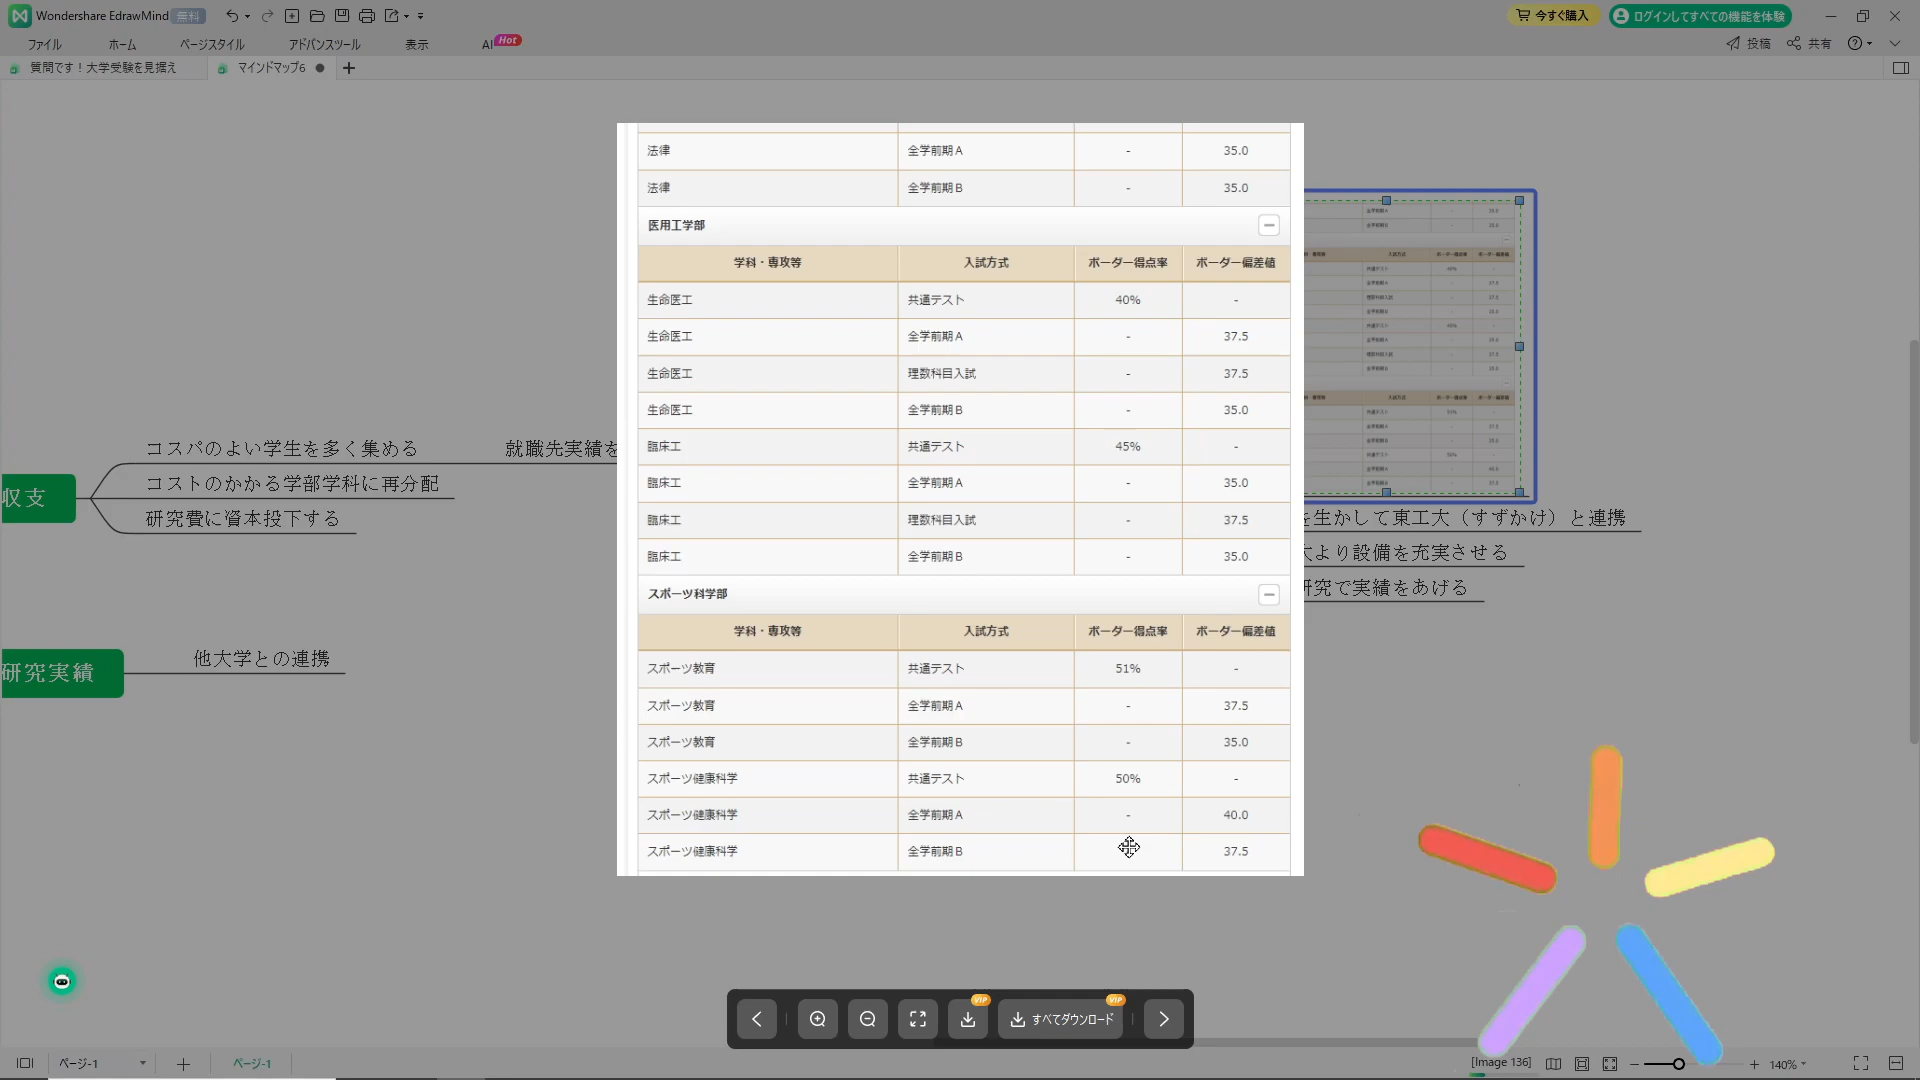 Wondershare EdrawMind 無料
今すぐ購入
ログインしてすべての機能を体験
ファイル ホーム ページスタイル アドバンスツール 表示 AI Hot
投稿 共有
質問です！大学受験を見据え マインドマップ6
法律 全学前期A - 35.0
法律 全学前期B - 35.0
医用工学部
学科・専攻等 入試方式 ボーダー得点率 ボーダー偏差値
生命医工 共通テスト 40% -
生命医工 全学前期A - 37.5
生命医工 理数科目入試 - 37.5
生命医工 全学前期B - 35.0
臨床工 共通テスト 45% -
臨床工 全学前期A - 35.0
臨床工 理数科目入試 - 37.5
臨床工 全学前期B - 35.0
スポーツ科学部
学科・専攻等 入試方式 ボーダー得点率 ボーダー偏差値
スポーツ教育 共通テスト 51% -
スポーツ教育 全学前期A - 37.5
スポーツ教育 全学前期B - 35.0
スポーツ健康科学 共通テスト 50% -
スポーツ健康科学 全学前期A - 40.0
スポーツ健康科学 全学前期B 37.5
収支
コスパのよい学生を多く集める 就職先実績を
コストのかかる学部学科に再分配
研究費に資本投下する
研究実績
他大学との連携
を生かして東工大（すずかけ）と連携
より設備を充実させる
研究で実績をあげる
VIP VIP
すべてダウンロード
ページ-1 ページ-1
[Image 136] 140%